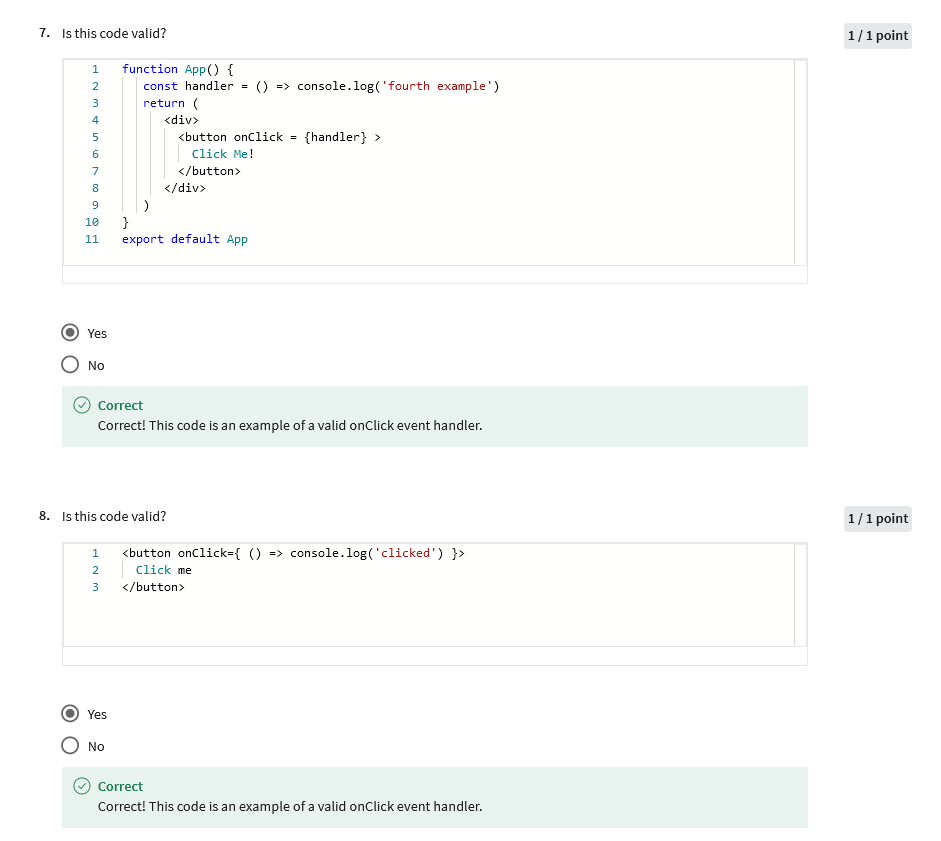 7. Is this code valid?
1 / 1 point
1 function App() {
2 const handler = () => console.log('fourth example')
3 return (
4 <div>
5 <button onClick = {handler} >
6 Click Me!
7 </button>
8 </div>
9 )
10 }
11 export default App
Yes
No
Correct
Correct! This code is an example of a valid onClick event handler.
8. Is this code valid?
1 / 1 point
1 <button onClick={ () => console.log('clicked') }>
2 Click me
3 </button>
Yes
No
Correct
Correct! This code is an example of a valid onClick event handler.